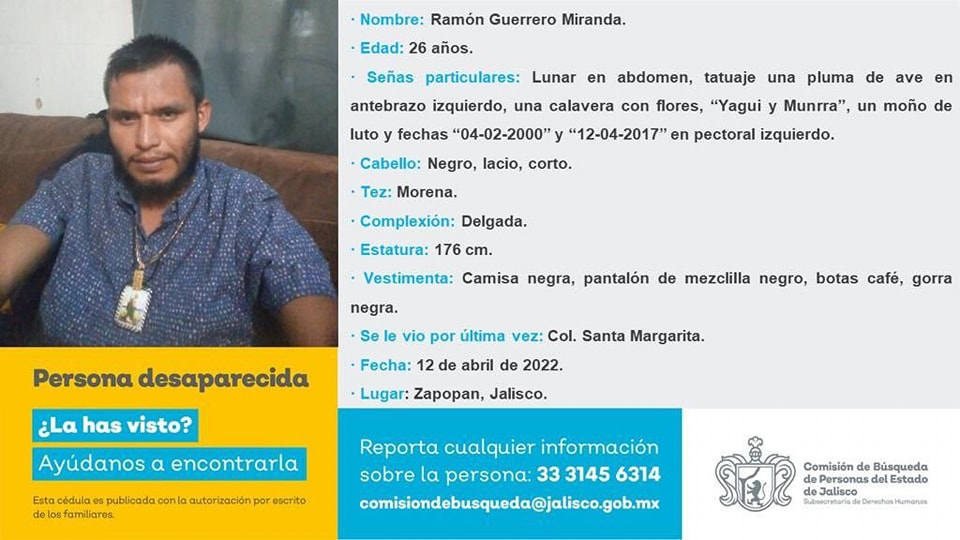 · Nombre: Ramón Guerrero Miranda.
· Edad: 26 años.
· Señas particulares: Lunar en abdomen, tatuaje una pluma de ave en
antebrazo izquierdo, una calavera con flores, “Yagui y Munrra”, un moño de
luto y fechas “04-02-2000” y “12-04-2017” en pectoral izquierdo.
· Cabello: Negro, lacio, corto.
· Tez: Morena.
· Complexión: Delgada.
· Estatura: 176 cm.
· Vestimenta: Camisa negra, pantalón de mezclilla negro, botas café, gorra
negra.
· Se le vio por última vez: Col. Santa Margarita.
· Fecha: 12 de abril de 2022.
· Lugar: Zapopan, Jalisco.
Persona desaparecida
¿La has visto?
Ayúdanos a encontrarla
Esta cédula es publicada con la autorización por escrito
de los familiares.
Reporta cualquier información
sobre la persona: 33 3145 6314
comisiondebusqueda@jalisco.gob.mx
Comisión de Búsqueda
de Personas del Estado
de Jalisco
Subsecretaría de Derechos Humanos